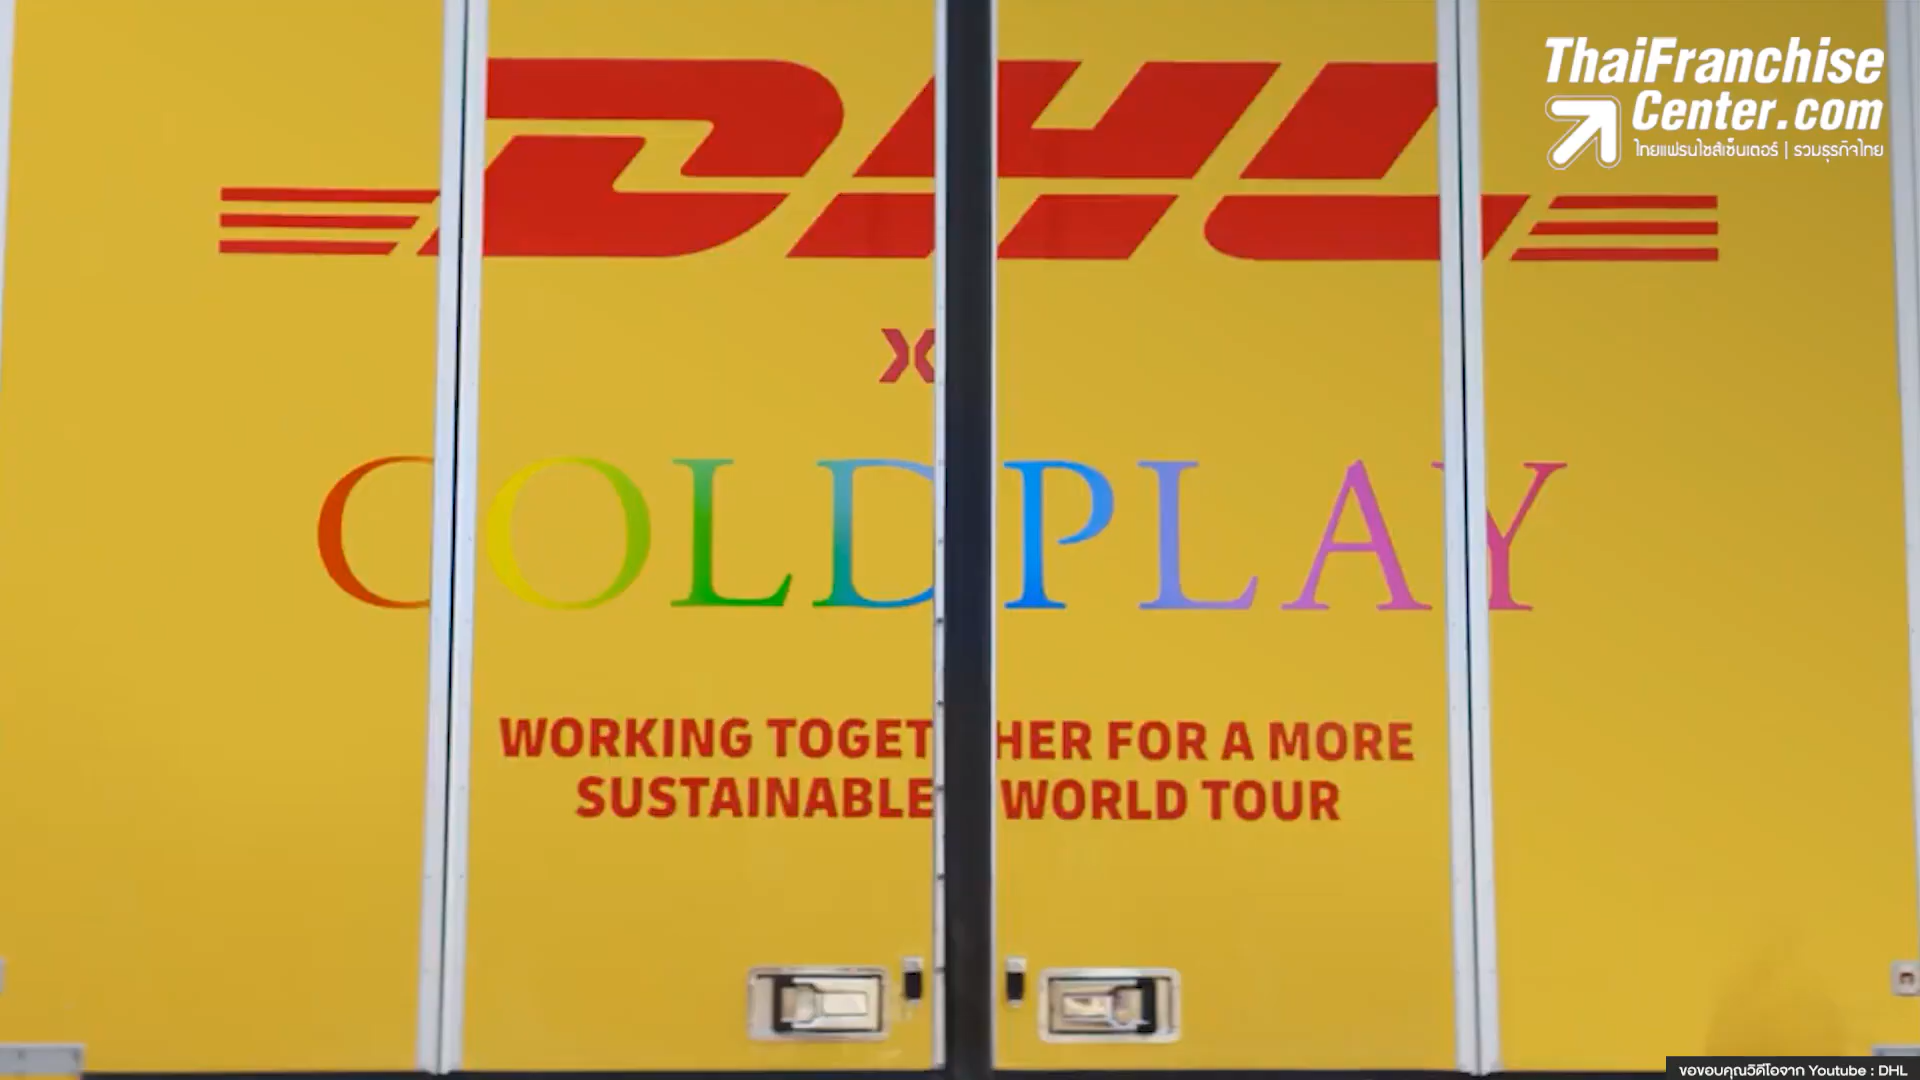 ThaiFranchise
Center.com
ไทยแฟรนไชส์เซ็นเตอร์ | รวมธุรกิจไทย
DHL
X
COLDPLAY
WORKING TOGETHER FOR A MORE
SUSTAINABLE WORLD TOUR
ขอขอบคุณวิดีโอจาก Youtube : DHL